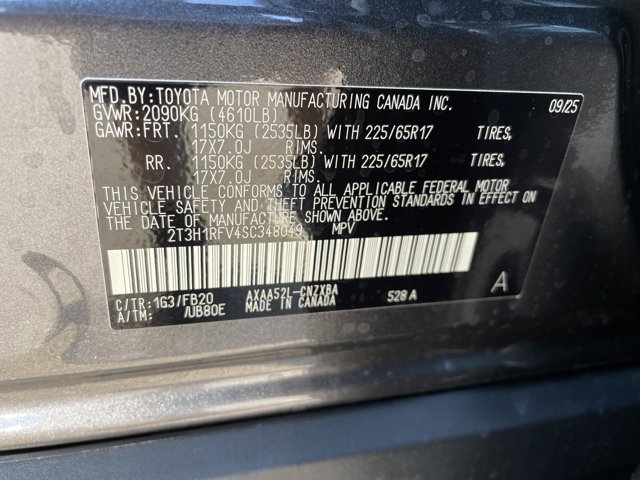 MFD.BY:TOYOTA MOTOR MANUFACTURING CANADA INC. 09/25
GVWR:2090KG (4610LB)
GAWR:FRT. 1150KG (2535LB) WITH 225/65R17 TIRES,
17X7.0J RIMS.
RR. 1150KG (2535LB) WITH 225/65R17 TIRES,
17X7.0J RIMS.
THIS VEHICLE CONFORMS TO ALL APPLICABLE FEDERAL MOTOR
VEHICLE SAFETY AND THEFT PREVENTION STANDARDS IN EFFECT
ON THE DATE OF MANUFACTURE SHOWN ABOVE.
2T3H1RFV4SC348049 MPV
C/TR:1G3/FB20 AXAA52L-CNZXBA 528A A
A/TM: /UB80E MADE IN CANADA